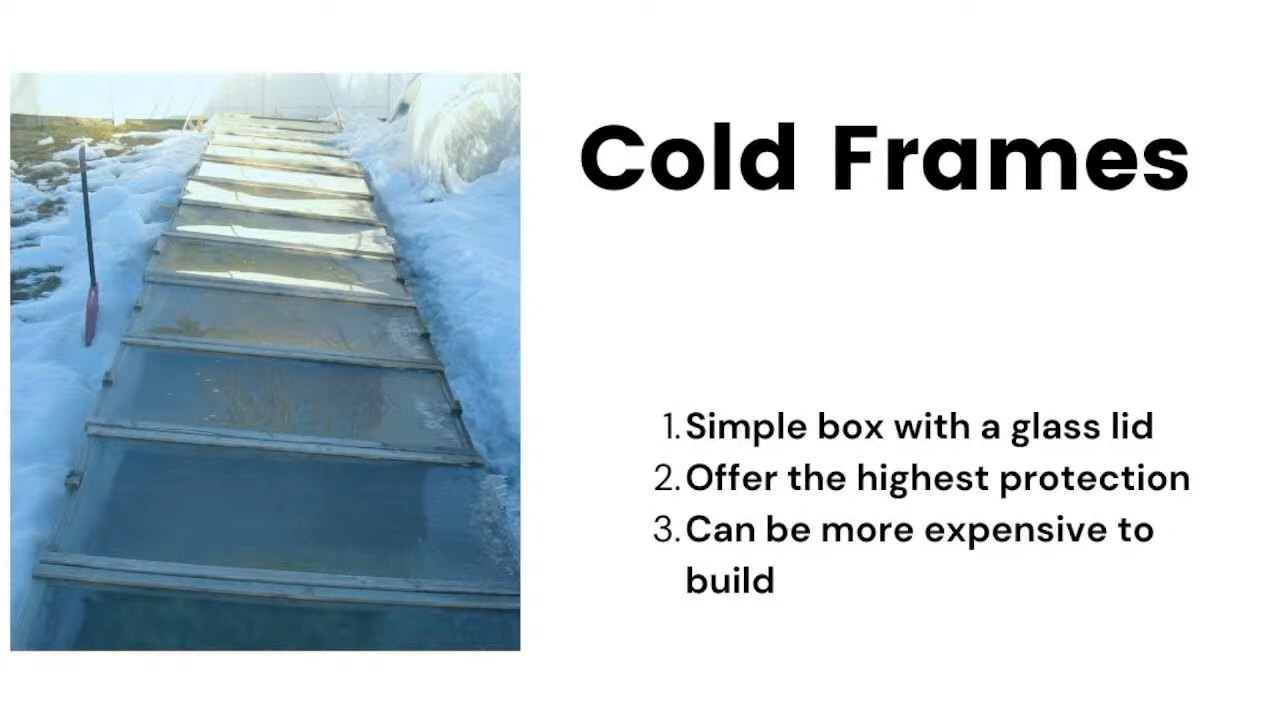 Cold Frames
1. Simple box with a glass lid
2. Offer the highest protection
3. Can be more expensive to
build